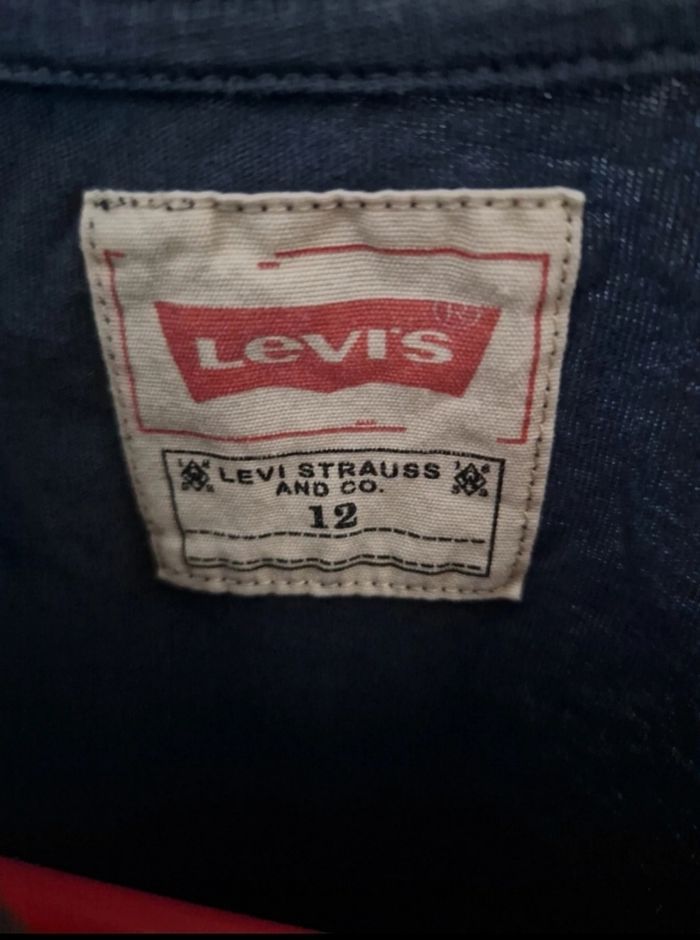 Levi's ®
LEVI STRAUSS
AND CO.
12